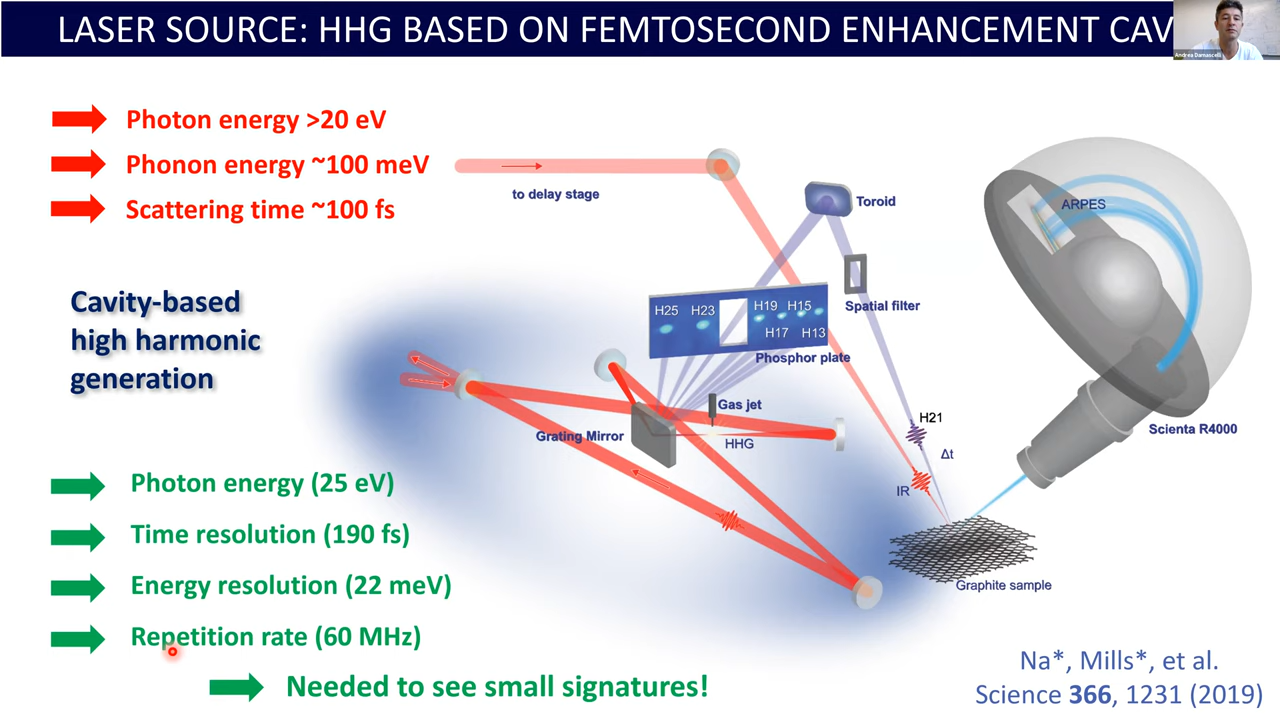 LASER SOURCE: HHG BASED ON FEMTOSECOND ENHANCEMENT CAV
Andrea Damascelli
Photon energy >20 eV
Phonon energy ~100 meV
Scattering time ~100 fs
to delay stage
Toroid
ARPES
Cavity-based
high harmonic
generation
Spatial filter
H25 H23 H19 H15
H17 H13
Phosphor plate
Gas jet
Grating Mirror
HHG
H21
Δt
IR
Scienta R4000
Graphite sample
Photon energy (25 eV)
Time resolution (190 fs)
Energy resolution (22 meV)
Repetition rate (60 MHz)
Needed to see small signatures!
Na*, Mills*, et al.
Science 366, 1231 (2019)